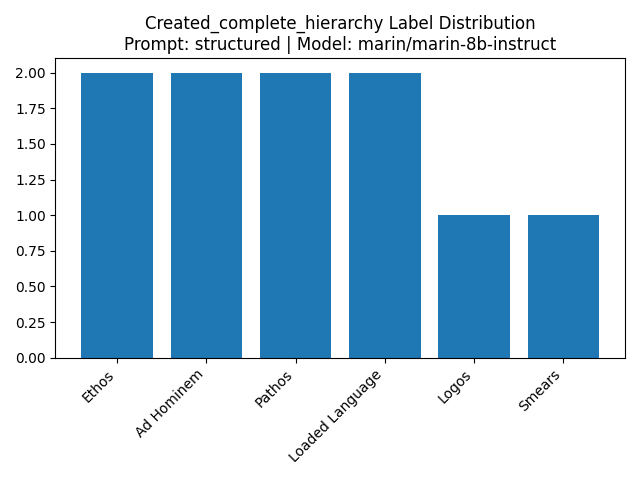 Created_complete_hierarchy Label Distribution
Prompt: structured | Model: marin/marin-8b-instruct
2.00
1.75
1.50
1.25
1.00
0.75
0.50
0.25
0.00
Ethos
Ad Hominem
Pathos
Loaded Language
Logos
Smears